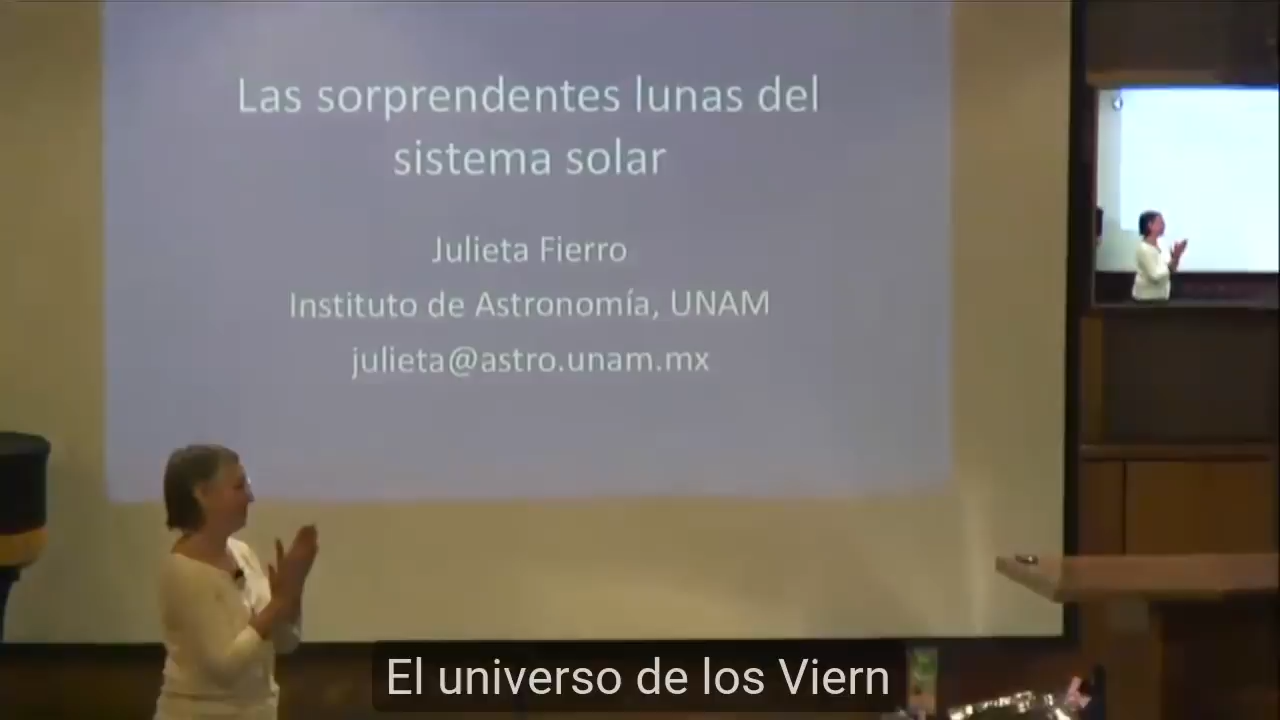 Las sorprendentes lunas del
sistema solar
Julieta Fierro
Instituto de Astronomía, UNAM
julieta@astro.unam.mx
El universo de los Viern